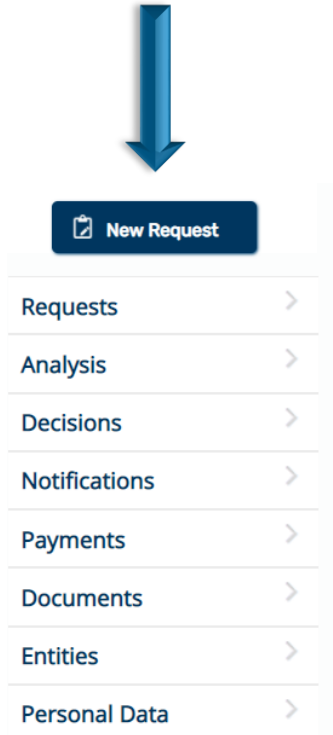 New Request
Requests
Analysis
Decisions
Notifications
Payments
Documents
Entities
Personal Data